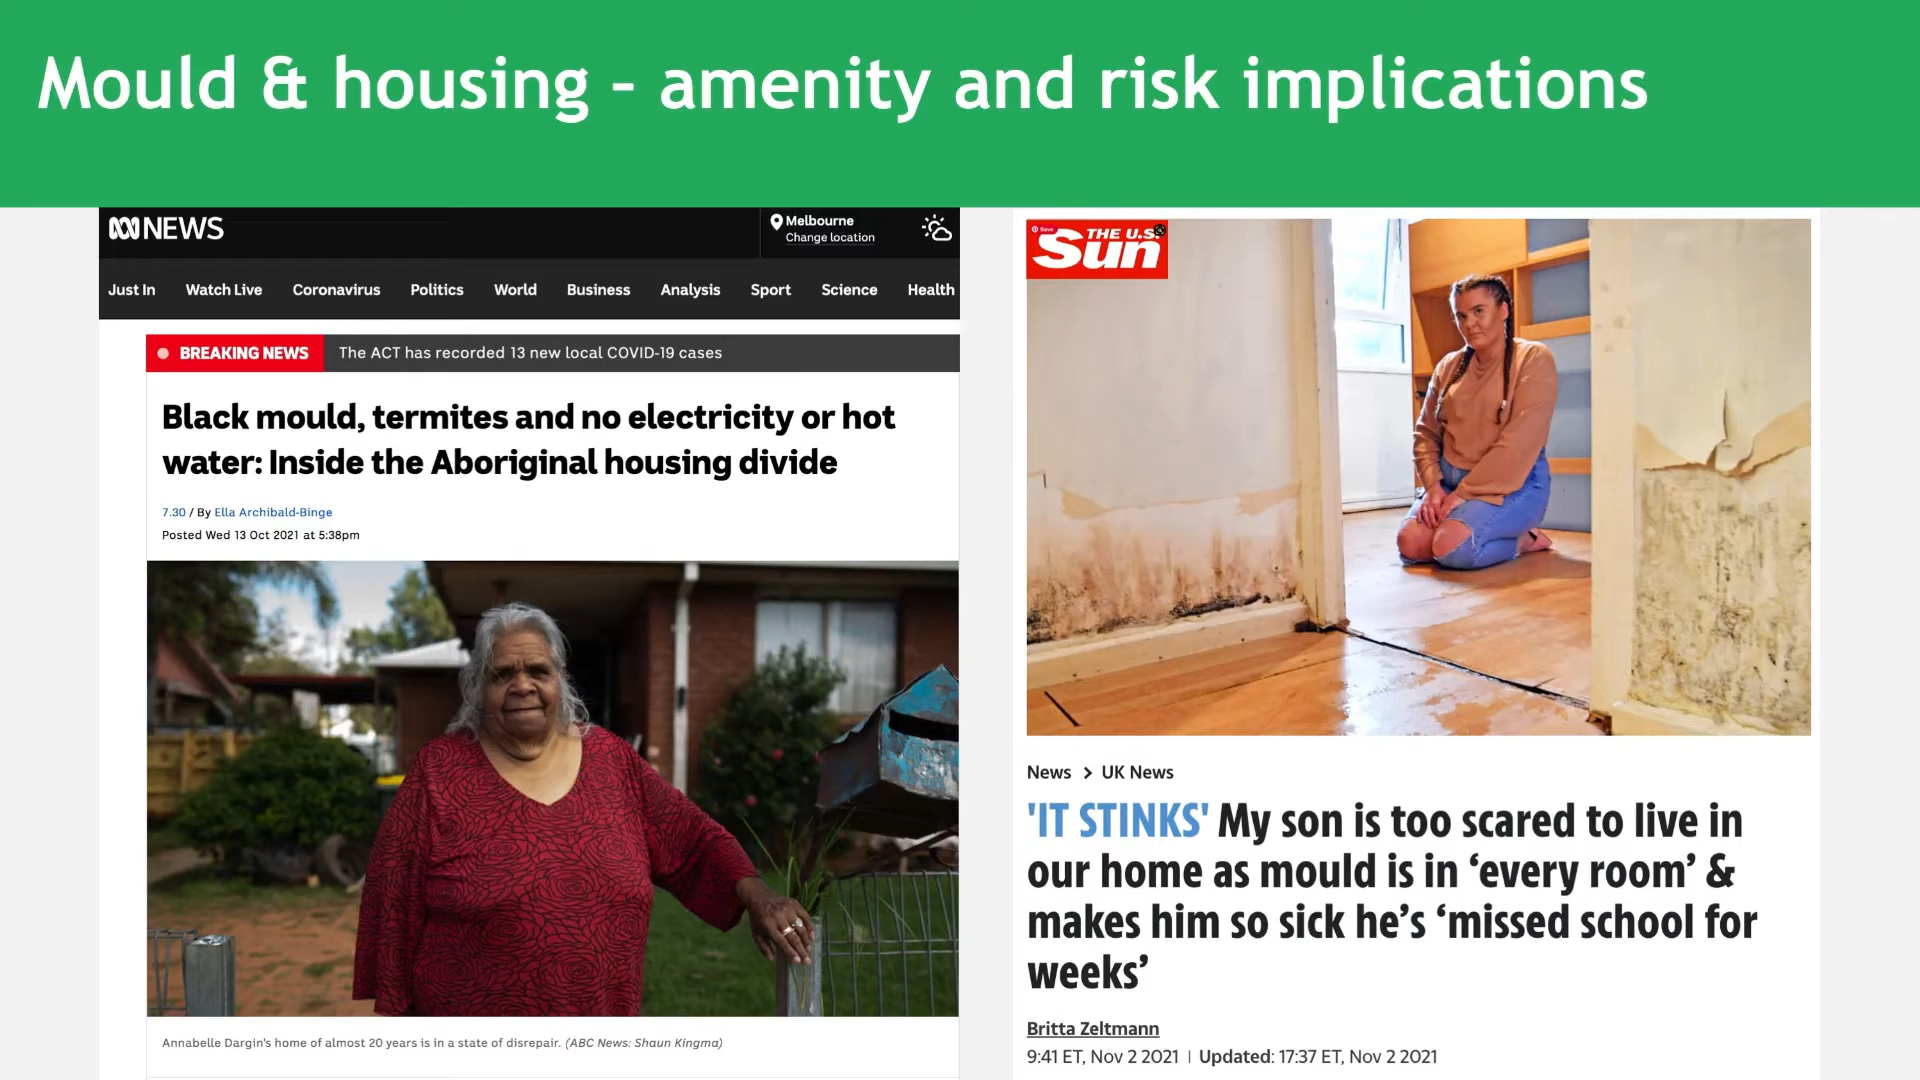 Mould & housing – amenity and risk implications
NEWS
Melbourne
Change location
Just In Watch Live Coronavirus Politics World Business Analysis Sport Science Health
BREAKING NEWS The ACT has recorded 13 new local COVID-19 cases
Black mould, termites and no electricity or hot
water: Inside the Aboriginal housing divide
7.30 / By Ella Archibald-Binge
Posted Wed 13 Oct 2021 at 5:38pm
Annabelle Dargin's home of almost 20 years is in a state of disrepair. (ABC News: Shaun Kingma)
Save
THE U.S.
Sun
News > UK News
'IT STINKS' My son is too scared to live in
our home as mould is in ‘every room’ &
makes him so sick he’s ‘missed school for
weeks’
Britta Zeltmann
9:41 ET, Nov 2 2021 | Updated: 17:37 ET, Nov 2 2021